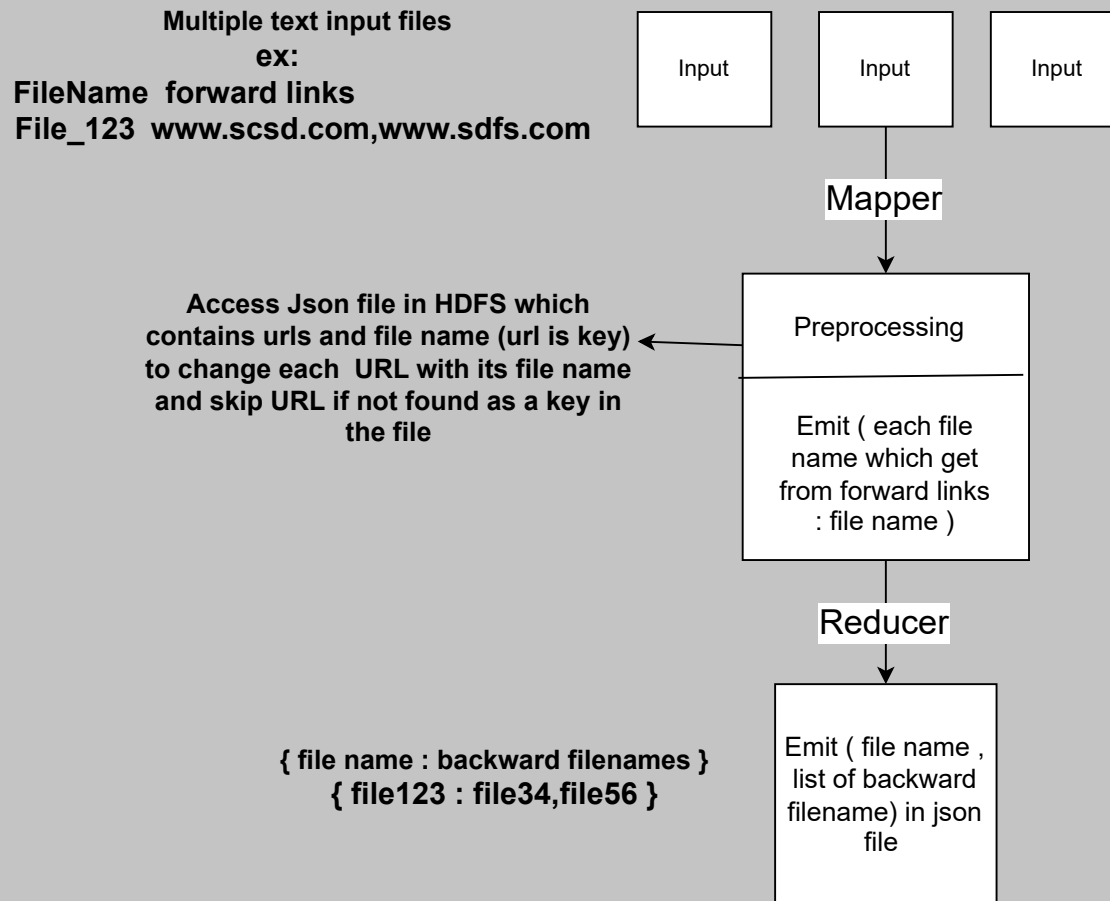 Multiple text input files
ex:
FileName forward links
File_123 www.scsd.com,www.sdfs.com
Input
Input
Input
Mapper
Access Json file in HDFS which
contains urls and file name (url is key)
to change each URL with its file name
and skip URL if not found as a key in
the file
Preprocessing
Emit ( each file
name which get
from forward links
: file name )
Reducer
{ file name : backward filenames }
{ file123 : file34,file56 }
Emit ( file name ,
list of backward
filename) in json
file